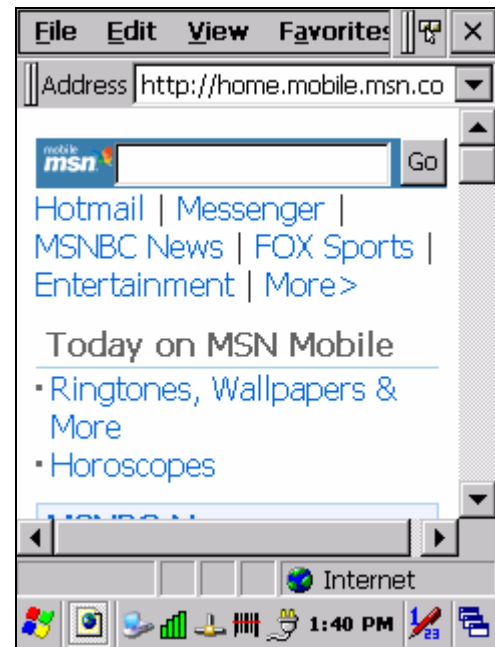 File Edit View Favorites
Address http://home.mobile.msn.co
mobile
msn Go
Hotmail | Messenger |
MSNBC News | FOX Sports |
Entertainment | More>
Today on MSN Mobile
Ringtones, Wallpapers &
More
Horoscopes
Internet
1:40 PM